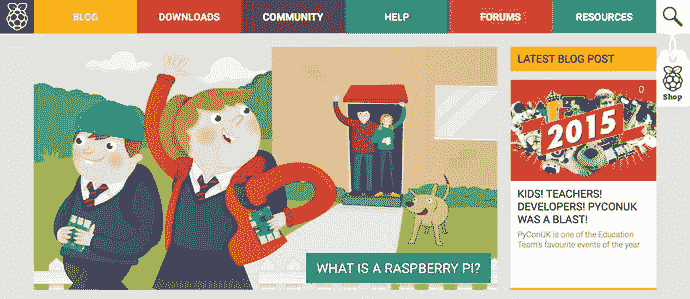 BLOG
DOWNLOADS
COMMUNITY
HELP
FORUMS
RESOURCES
Shop
LATEST BLOG POST
2015
KIDS! TEACHERS!
DEVELOPERS! PYCONUK
WAS A BLAST!
PyConUK is one of the Education
Team's favourite events of the year
WHAT IS A RASPBERRY PI?